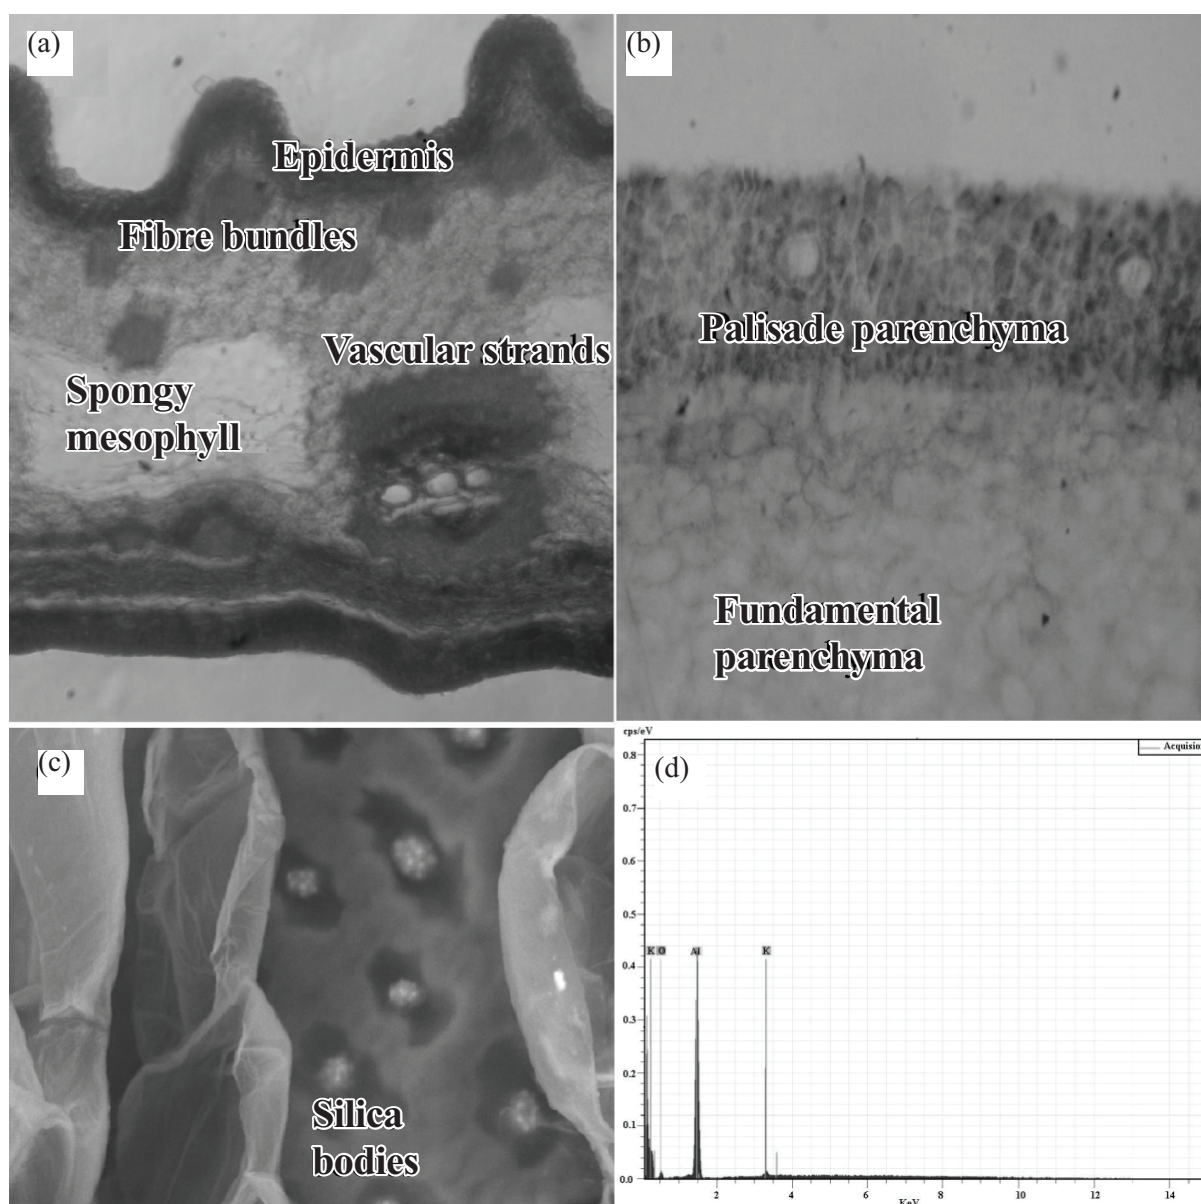 (a)
Epidermis
Fibre bundles
Vascular strands
Spongy
mesophyll
(b)
Palisade parenchyma
Fundamental
parenchyma
(c)
Silica
bodies
(d)
cps/eV
Acquisio
0.8
0.7
0.6
0.5
0.4
0.3
0.2
0.1
0.0
K O Al K
2 4 6 8 10 12 14
KeV